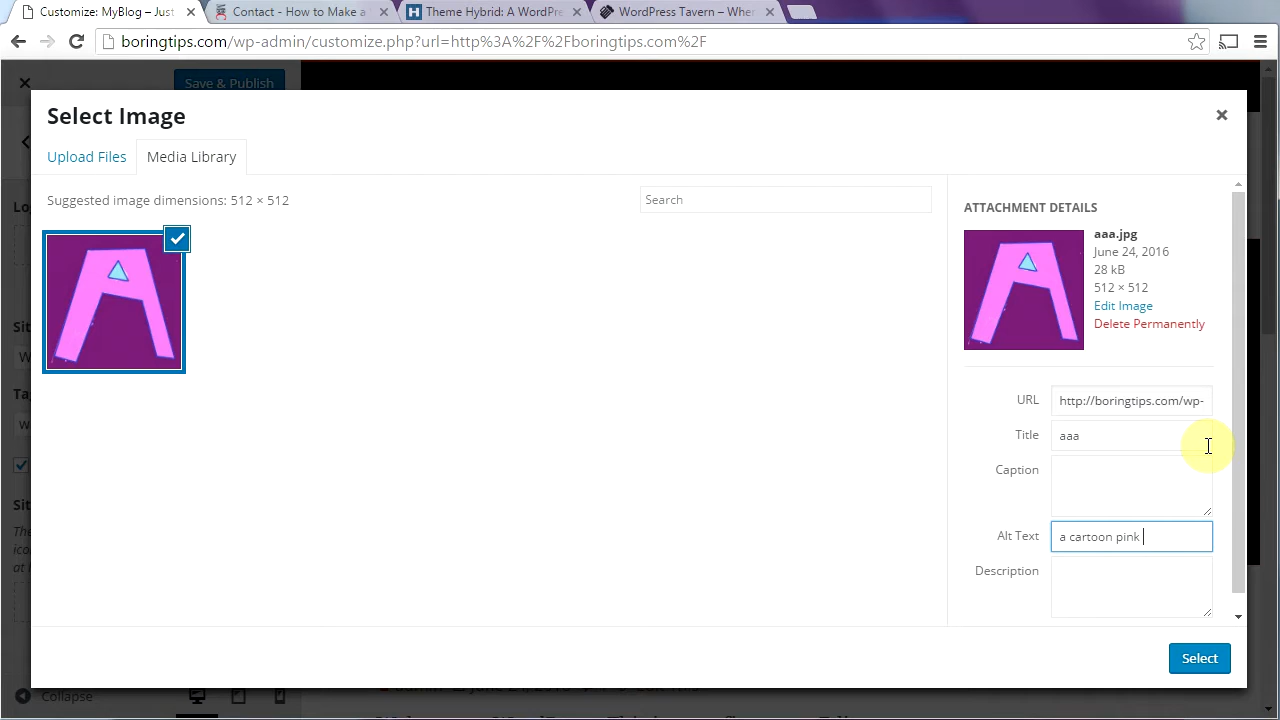 Customize: MyBlog – Just
Contact - How to Make a
Theme Hybrid: A WordPre
WordPress Tavern — Wher
boringtips.com/wp-admin/customize.php?url=http%3A%2F%2Fboringtips.com%2F
Save & Publish
Select Image
Upload Files
Media Library
Suggested image dimensions: 512 × 512
Search
ATTACHMENT DETAILS
aaa.jpg
June 24, 2016
28 kB
512 × 512
Edit Image
Delete Permanently
URL
http://boringtips.com/wp-
Title
aaa
Caption
Alt Text
a cartoon pink
Description
Select
Collapse